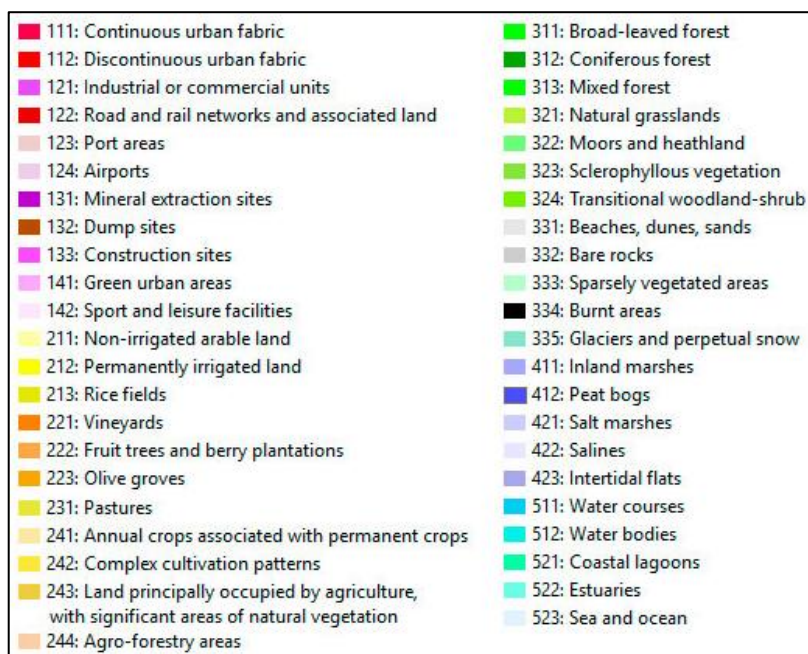 111: Continuous urban fabric
112: Discontinuous urban fabric
121: Industrial or commercial units
122: Road and rail networks and associated land
123: Port areas
124: Airports
131: Mineral extraction sites
132: Dump sites
133: Construction sites
141: Green urban areas
142: Sport and leisure facilities
211: Non-irrigated arable land
212: Permanently irrigated land
213: Rice fields
221: Vineyards
222: Fruit trees and berry plantations
223: Olive groves
231: Pastures
241: Annual crops associated with permanent crops
242: Complex cultivation patterns
243: Land principally occupied by agriculture,
with significant areas of natural vegetation
244: Agro-forestry areas
311: Broad-leaved forest
312: Coniferous forest
313: Mixed forest
321: Natural grasslands
322: Moors and heathland
323: Sclerophyllous vegetation
324: Transitional woodland-shrub
331: Beaches, dunes, sands
332: Bare rocks
333: Sparsely vegetated areas
334: Burnt areas
335: Glaciers and perpetual snow
411: Inland marshes
412: Peat bogs
421: Salt marshes
422: Salines
423: Intertidal flats
511: Water courses
512: Water bodies
521: Coastal lagoons
522: Estuaries
523: Sea and ocean